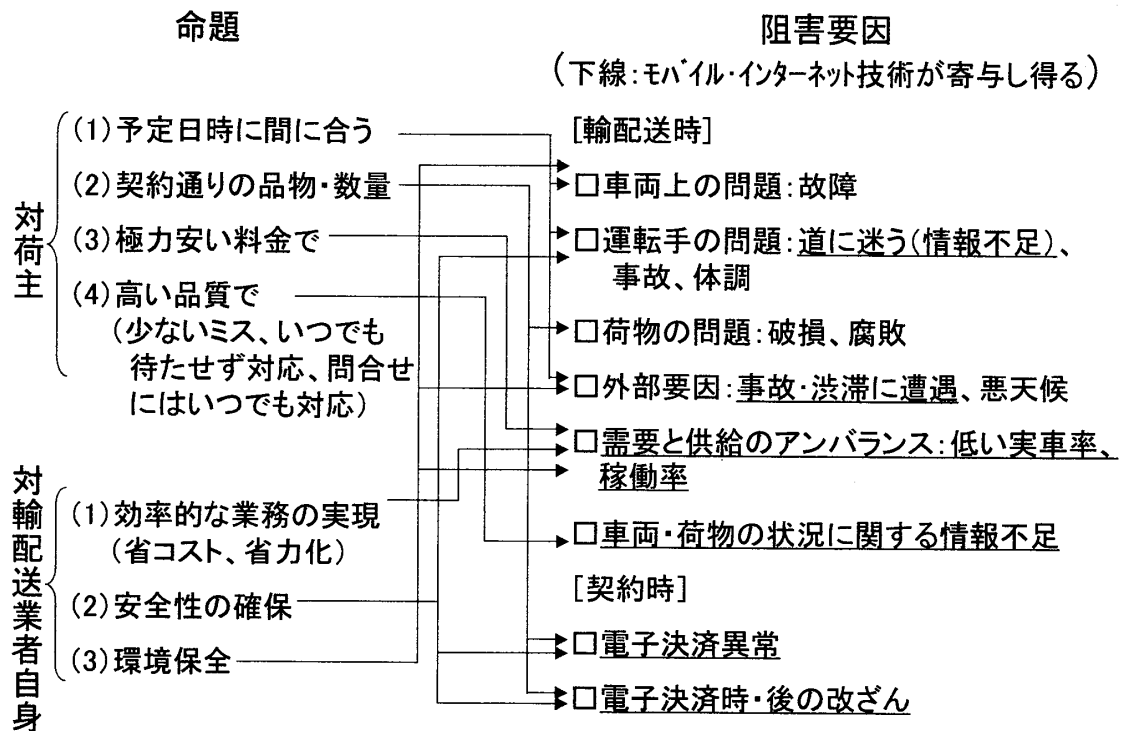 命題
阻害要因
(下線:モバイル・インターネット技術が寄与し得る)
対荷主
(1)予定日時に間に合う
(2)契約通りの品物・数量
(3)極力安い料金で
(4)高い品質で
(少ないミス、いつでも
待たせず対応、問合せ
にはいつでも対応)
対輸配送業者自身
(1)効率的な業務の実現
(省コスト、省力化)
(2)安全性の確保
(3)環境保全
[輸配送時]
□車両上の問題:故障
□運転手の問題:道に迷う(情報不足)、
事故、体調
□荷物の問題:破損、腐敗
□外部要因:事故・渋滞に遭遇、悪天候
□需要と供給のアンバランス:低い実車率、
稼働率
□車両・荷物の状況に関する情報不足
[契約時]
□電子決済異常
□電子決済時・後の改ざん